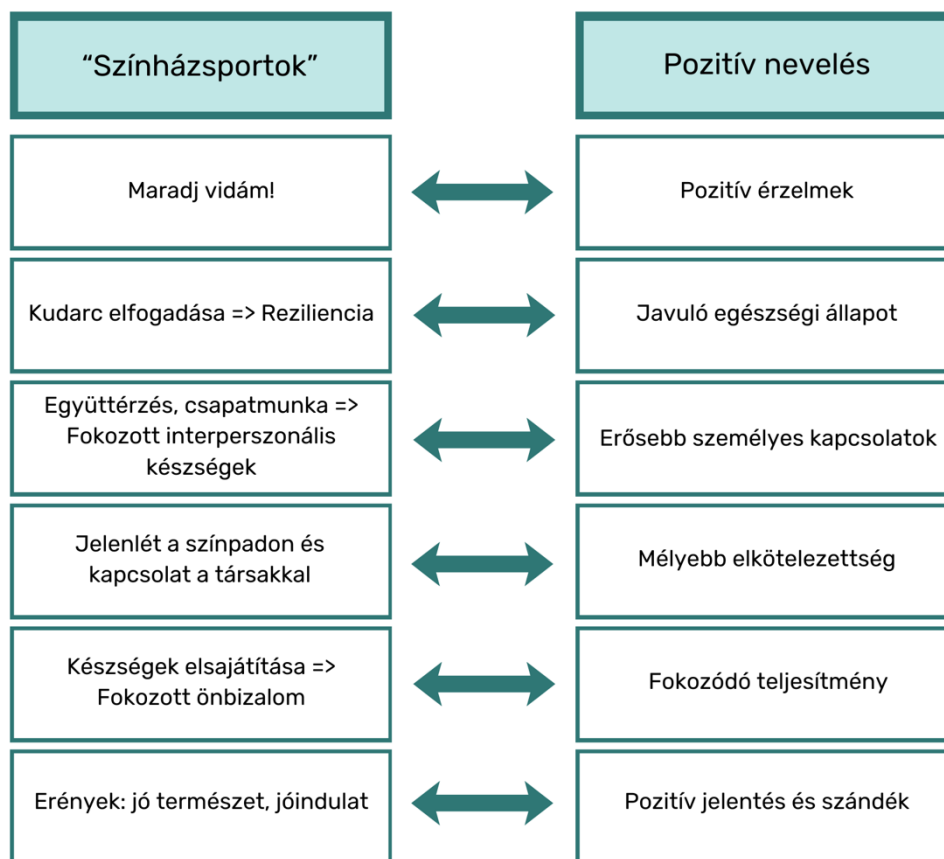 “Színházsportok”
Pozitív nevelés
Maradj vidám!
Pozitív érzelmek
Kudarc elfogadása => Reziliencia
Javuló egészségi állapot
Együttérzés, csapatmunka =>
Fokozott interperszonális
készségek
Erősebb személyes kapcsolatok
Jelenlét a színpadon és
kapcsolat a társakkal
Mélyebb elkötelezettség
Készségek elsajátítása =>
Fokozott önbizalom
Fokozódó teljesítmény
Erények: jó természet, jóindulat
Pozitív jelentés és szándék